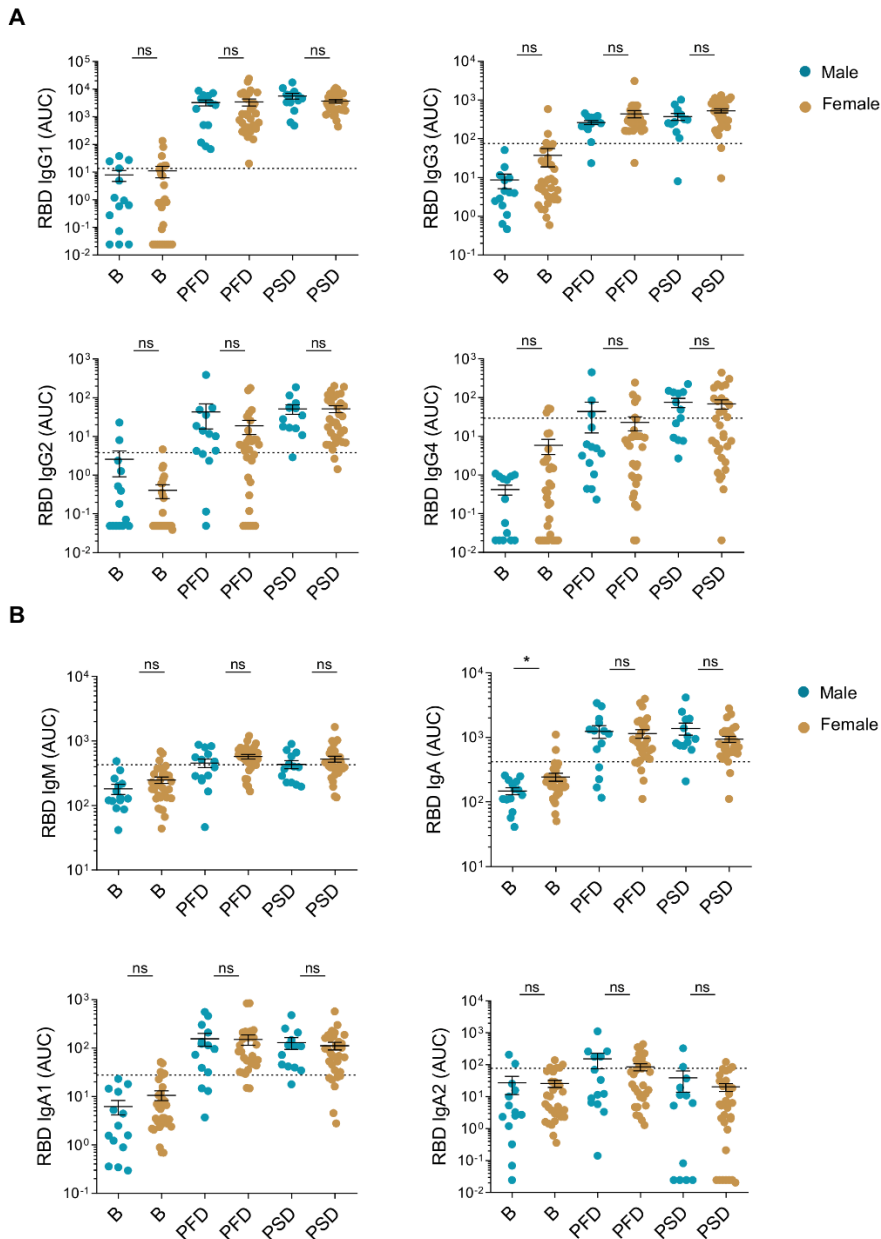 A
ns ns ns
RBD IgG1 (AUC)
10^5
10^4
10^3
10^2
10^1
10^0
10^-1
10^-2
B B PFD PFD PSD PSD
ns ns ns
RBD IgG3 (AUC)
10^4
10^3
10^2
10^1
10^0
10^-1
B B PFD PFD PSD PSD
Male
Female
ns ns ns
RBD IgG2 (AUC)
10^3
10^2
10^1
10^0
10^-1
10^-2
B B PFD PFD PSD PSD
ns ns ns
RBD IgG4 (AUC)
10^3
10^2
10^1
10^0
10^-1
10^-2
B B PFD PFD PSD PSD
B
ns ns ns
RBD IgM (AUC)
10^4
10^3
10^2
10^1
B B PFD PFD PSD PSD
* ns ns
RBD IgA (AUC)
10^4
10^3
10^2
10^1
B B PFD PFD PSD PSD
Male
Female
ns ns ns
RBD IgA1 (AUC)
10^3
10^2
10^1
10^0
10^-1
B B PFD PFD PSD PSD
ns ns ns
RBD IgA2 (AUC)
10^4
10^3
10^2
10^1
10^0
10^-1
10^-2
B B PFD PFD PSD PSD